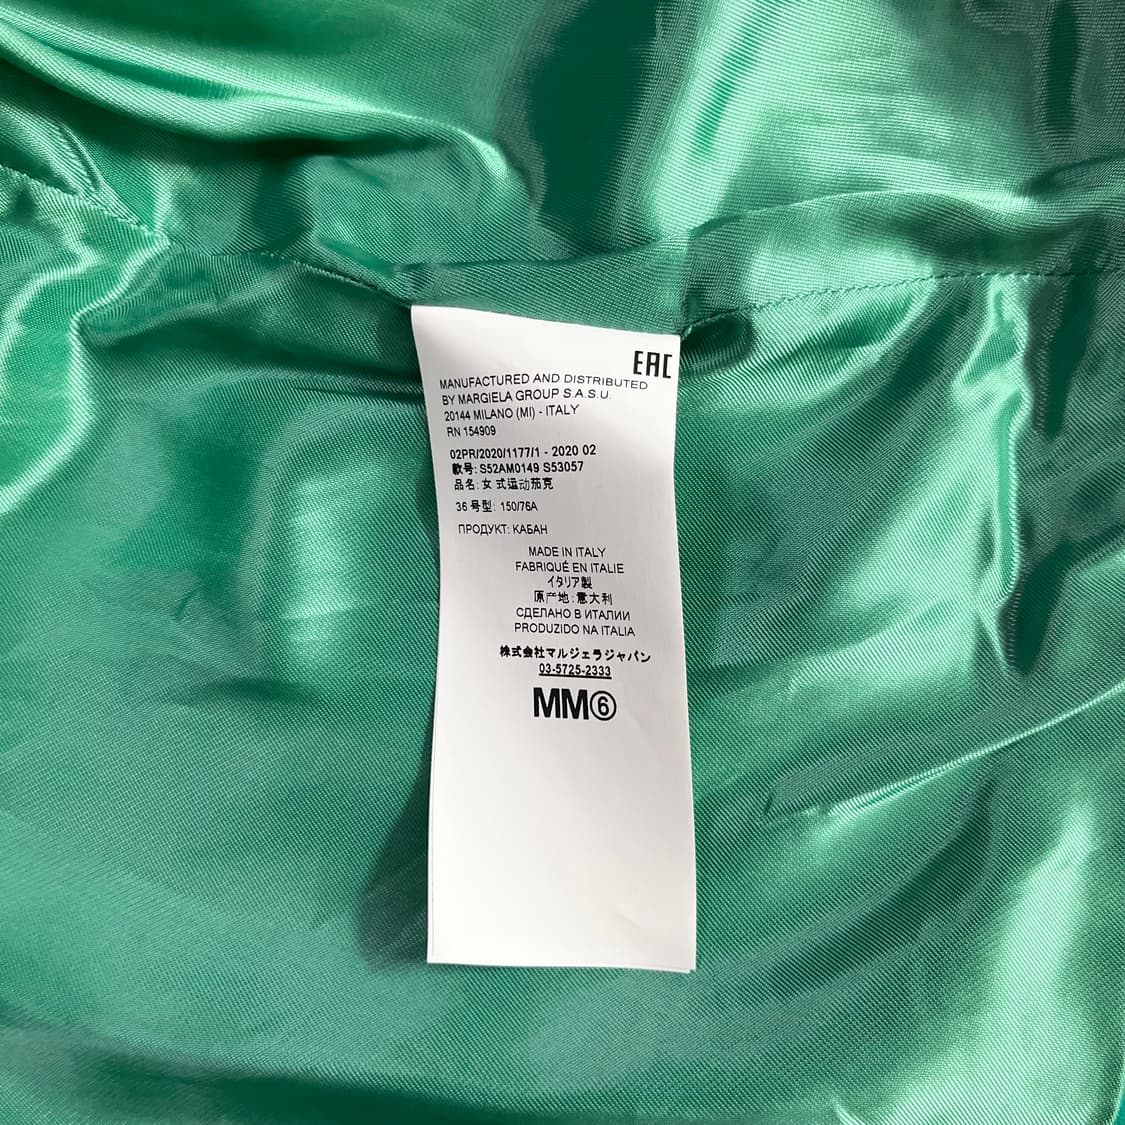 EAC
MANUFACTURED AND DISTRIBUTED
BY MARGIELA GROUP S.A.S.U.
20144 MILANO (MI) - ITALY
RN 154909
02PR/2020/1177/1 - 2020 02
款号: S52AM0149 S53057
品名: 女式运动茄克
36 号型: 150/76A
ПРОДУКТ: КАБАН
MADE IN ITALY
FABRIQUÉ EN ITALIE
イタリア製
原产地: 意大利
СДЕЛАНО В ИТАЛИИ
PRODUZIDO NA ITALIA
株式会社マルジェラジャパン
03-5725-2333
MM⑥